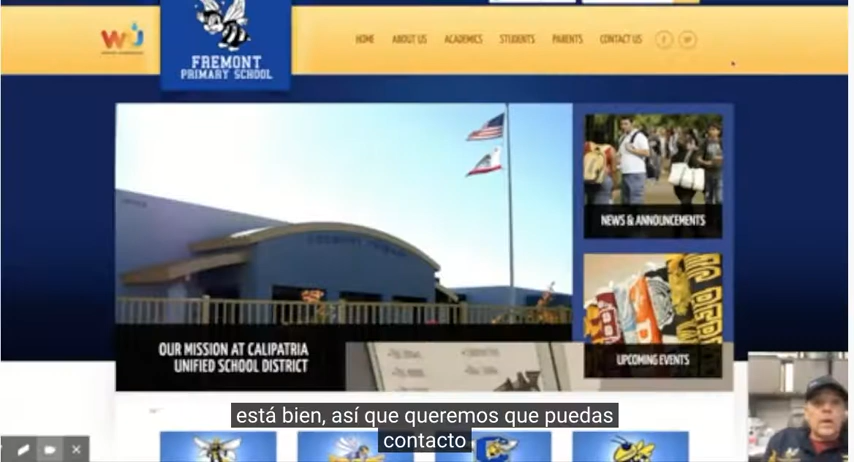 WU
FREMONT
PRIMARY SCHOOL
HOME ABOUT US ACADEMICS STUDENTS PARENTS CONTACT US
NEWS & ANNOUNCEMENTS
OUR MISSION AT CALIPATRIA
UNIFIED SCHOOL DISTRICT
UPCOMING EVENTS
está bien, así que queremos que puedas
contacto